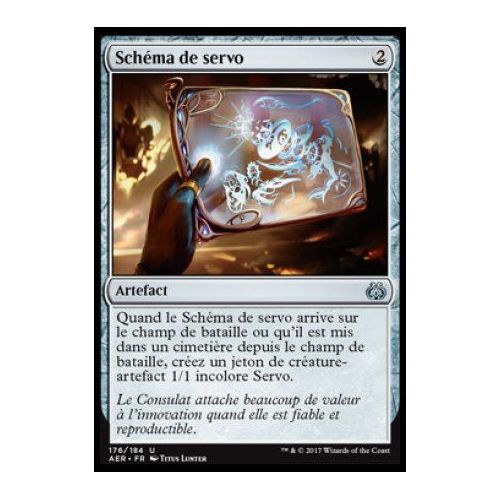 Schéma de servo 2
Artefact
Quand le Schéma de servo arrive sur
le champ de bataille ou qu'il est mis
dans un cimetière depuis le champ de
bataille, créez un jeton de créature-
artefact 1/1 incolore Servo.
Le Consulat attache beaucoup de valeur
à l'innovation quand elle est fiable et
reproductible.
176/184 U
™ & © 2017 Wizards of the Coast
AER • FR Titus Lunter